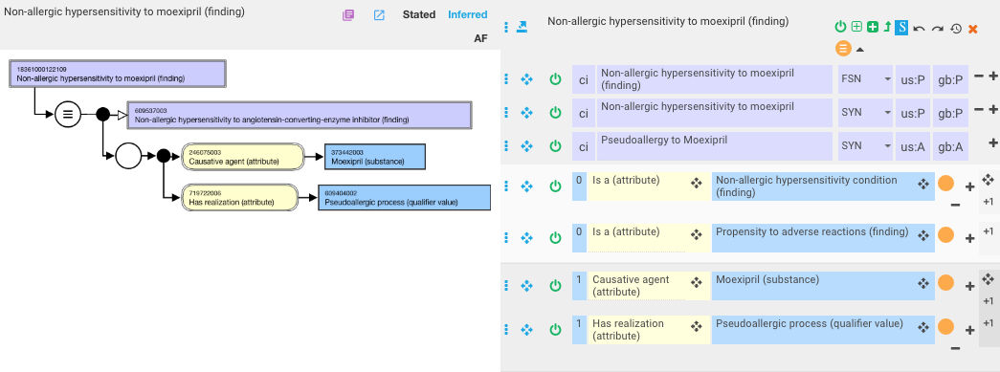 Non-allergic hypersensitivity to moexipril (finding)
Stated
Inferred
AF
18361000122109
Non-allergic hypersensitivity to moexipril (finding)
609537003
Non-allergic hypersensitivity to angiotensin-converting-enzyme inhibitor (finding)
246075003
Causative agent (attribute)
373442003
Moexipril (substance)
719722006
Has realization (attribute)
609404002
Pseudoallergic process (qualifier value)
Non-allergic hypersensitivity to moexipril (finding)
S
ci
Non-allergic hypersensitivity to moexipril
(finding)
FSN
us:P
gb:P
ci
Non-allergic hypersensitivity to moexipril
SYN
us:P
gb:P
ci
Pseudoallergy to Moexipril
SYN
us:A
gb:A
0
Is a (attribute)
Non-allergic hypersensitivity condition
(finding)
+1
0
Is a (attribute)
Propensity to adverse reactions (finding)
+1
1
Causative agent
(attribute)
Moexipril (substance)
+1
1
Has realization
(attribute)
Pseudoallergic process (qualifier value)
+1